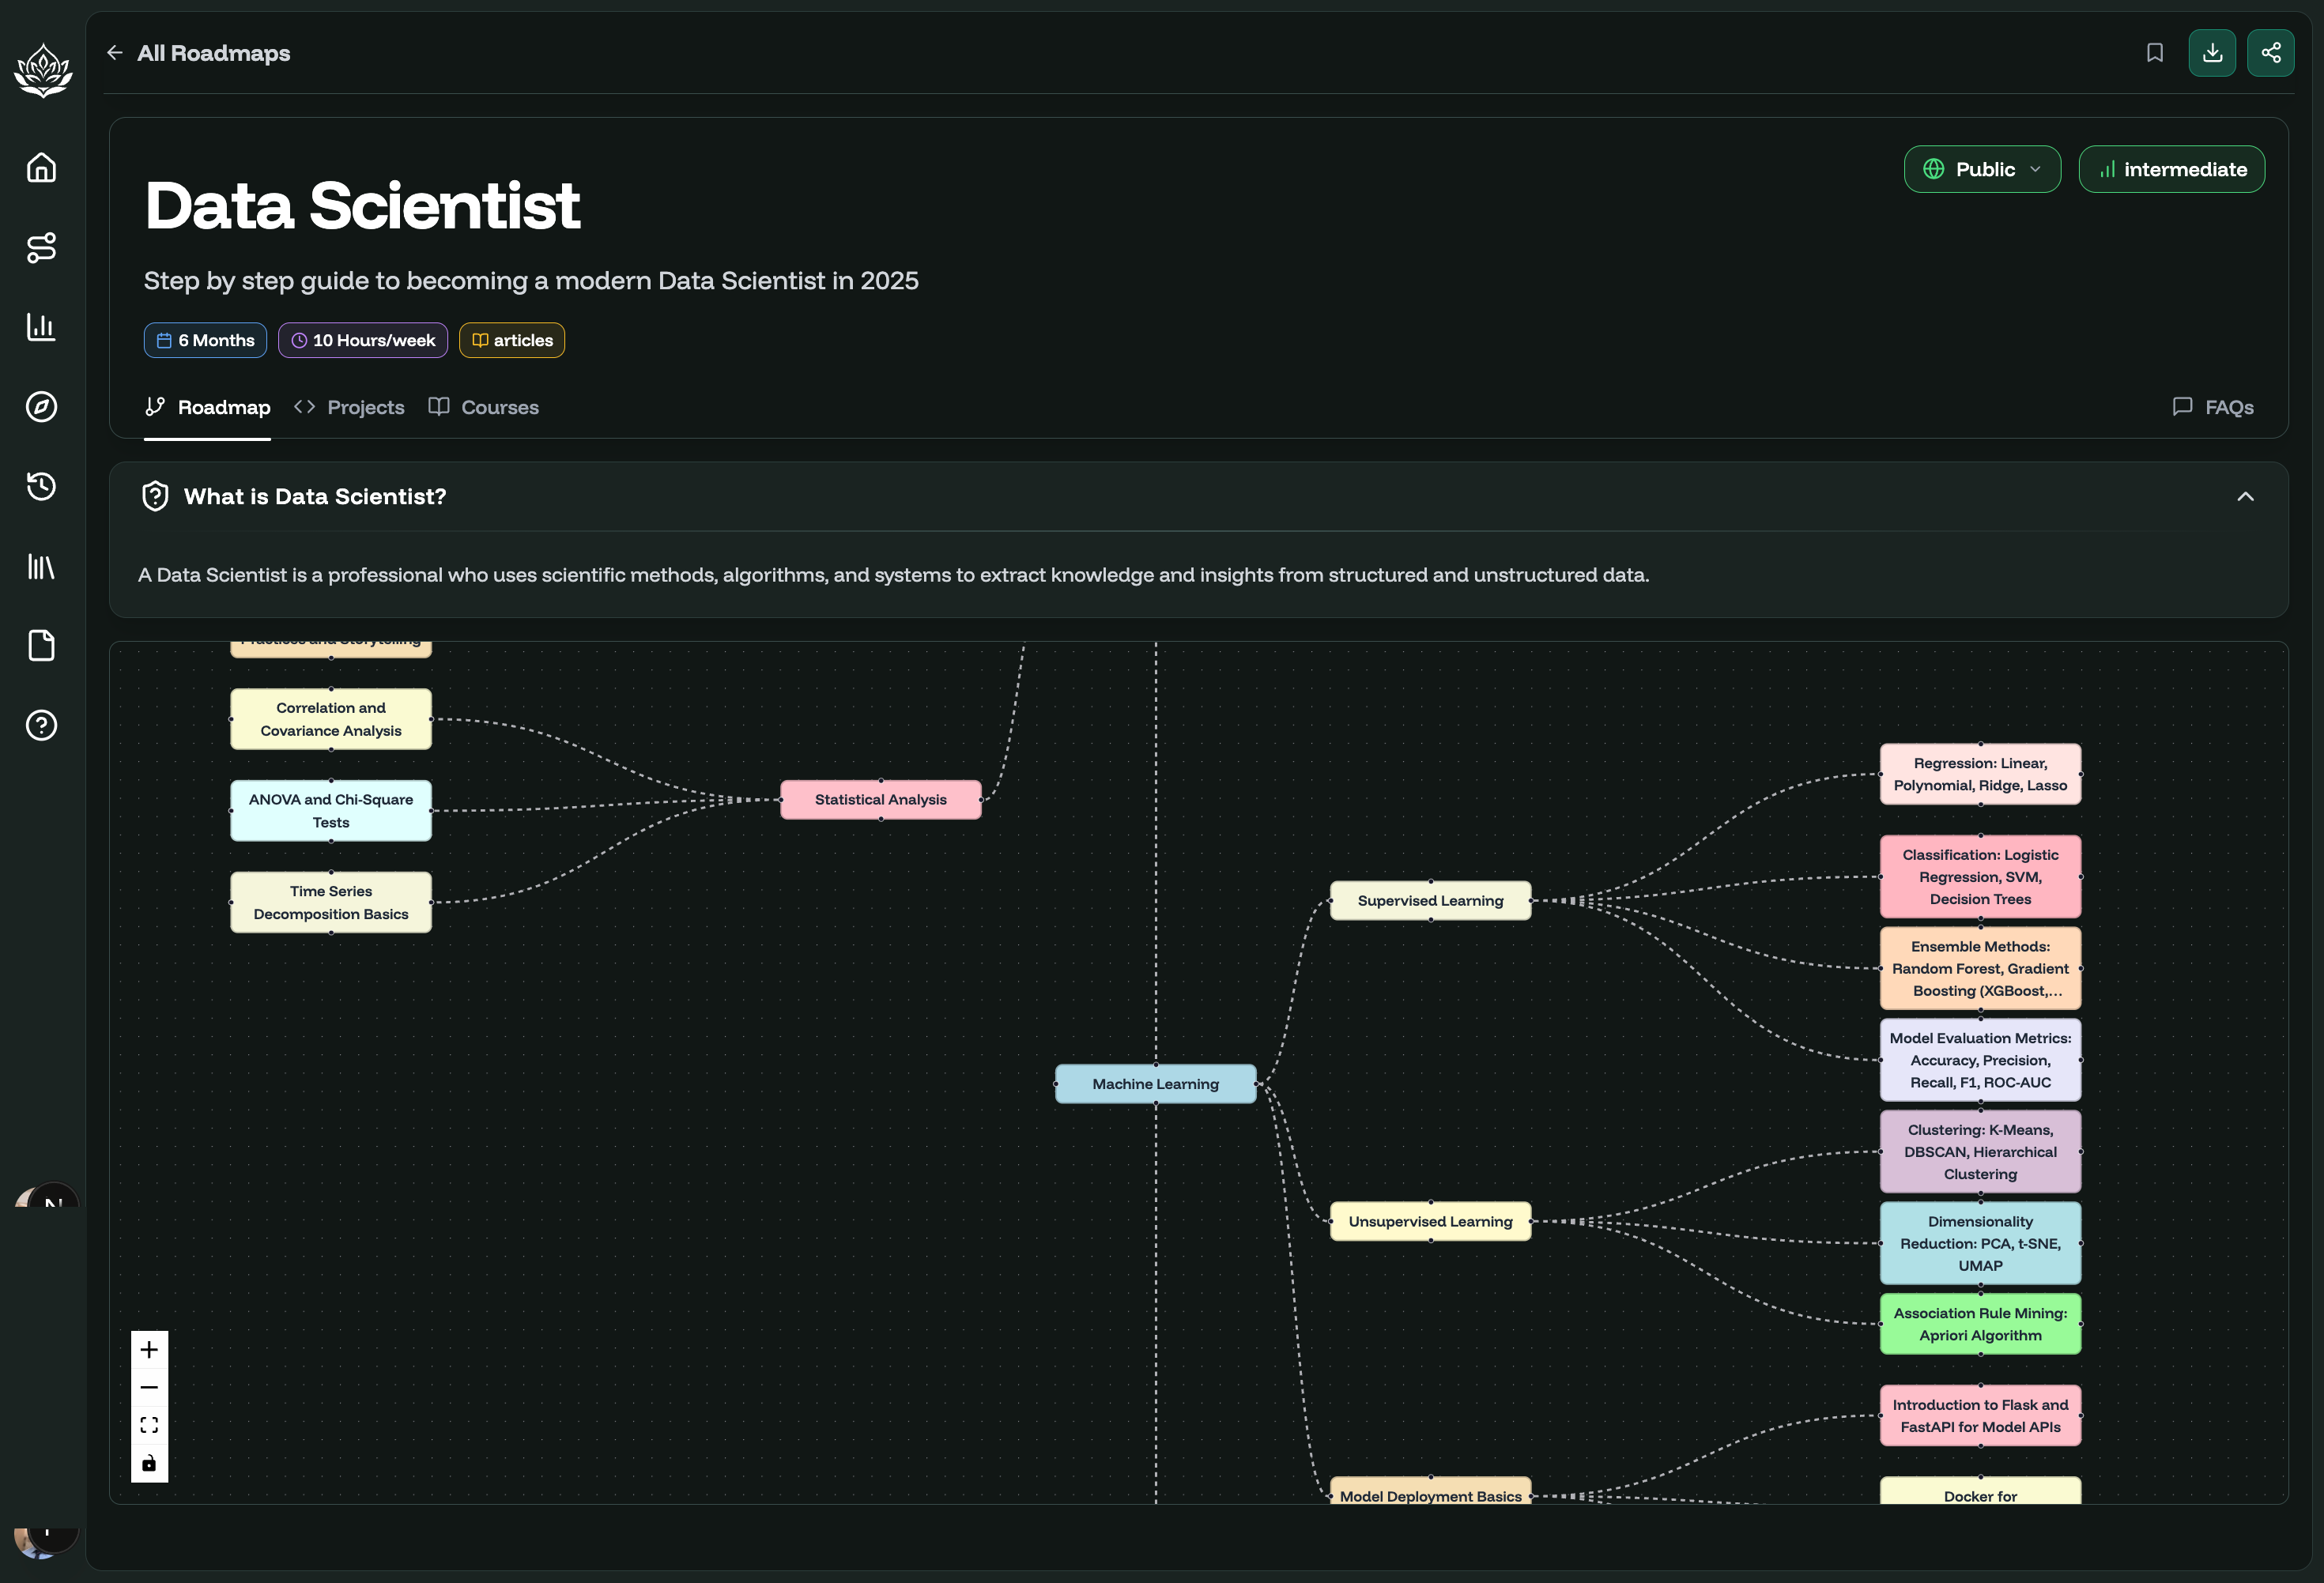 All Roadmaps
Data Scientist
Public
intermediate
Step by step guide to becoming a modern Data Scientist in 2025
6 Months
10 Hours/week
articles
Roadmap
Projects
Courses
FAQs
What is Data Scientist?
A Data Scientist is a professional who uses scientific methods, algorithms, and systems to extract knowledge and insights from structured and unstructured data.
Practices and Storytelling
Correlation and
Covariance Analysis
ANOVA and Chi-Square
Tests
Time Series
Decomposition Basics
Statistical Analysis
Machine Learning
Supervised Learning
Unsupervised Learning
Model Deployment Basics
Regression: Linear,
Polynomial, Ridge, Lasso
Classification: Logistic
Regression, SVM,
Decision Trees
Ensemble Methods:
Random Forest, Gradient
Boosting (XGBoost,...
Model Evaluation Metrics:
Accuracy, Precision,
Recall, F1, ROC-AUC
Clustering: K-Means,
DBSCAN, Hierarchical
Clustering
Dimensionality
Reduction: PCA, t-SNE,
UMAP
Association Rule Mining:
Apriori Algorithm
Introduction to Flask and
FastAPI for Model APIs
Docker for